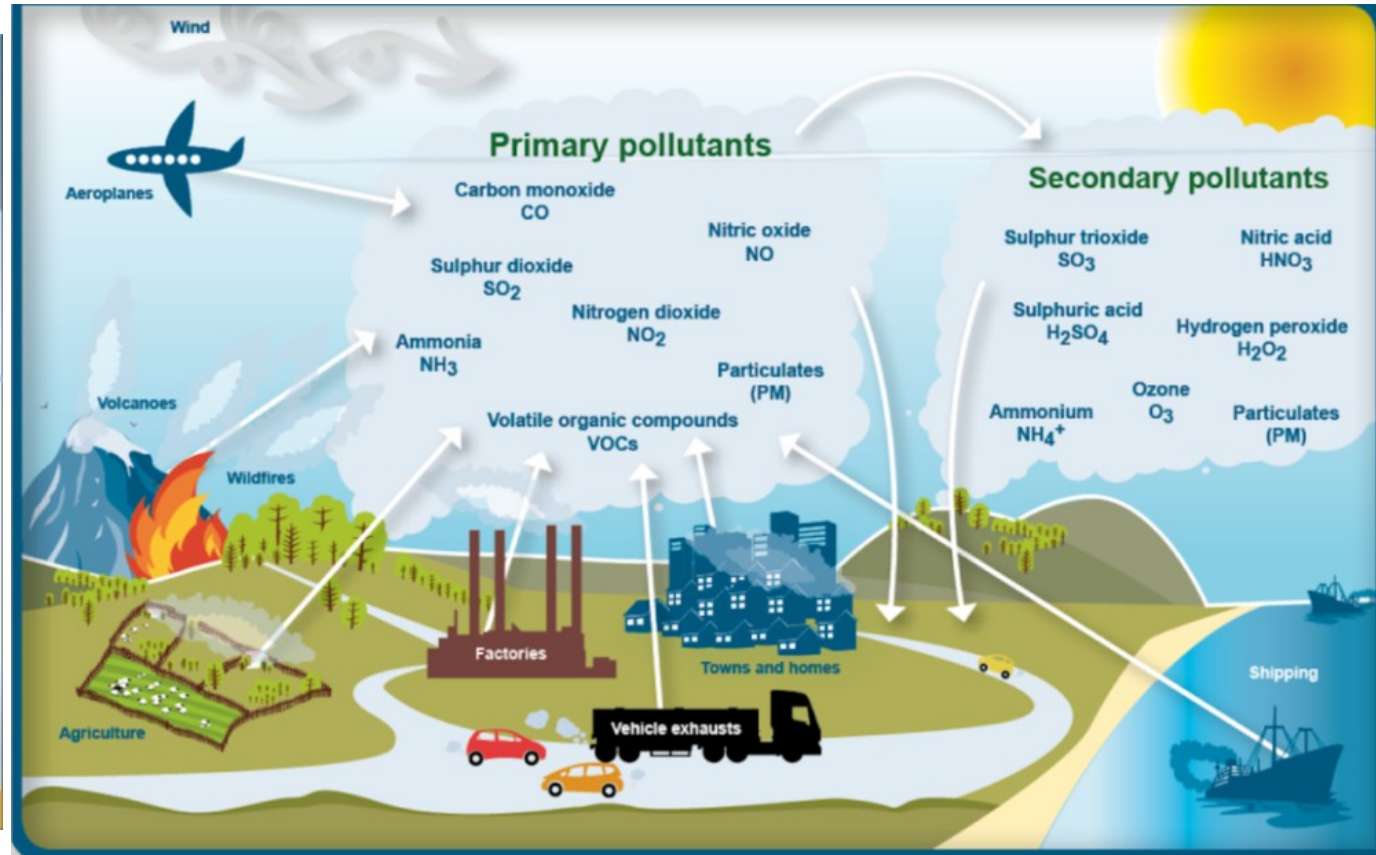 Wind
Aeroplanes
Primary pollutants
Carbon monoxide
CO
Nitric oxide
NO
Sulphur dioxide
SO₂
Nitrogen dioxide
NO₂
Ammonia
NH₃
Particulates
(PM)
Volatile organic compounds
VOCs
Secondary pollutants
Sulphur trioxide
SO₃
Nitric acid
HNO₃
Sulphuric acid
H₂SO₄
Hydrogen peroxide
H₂O₂
Ozone
O₃
Ammonium
NH₄⁺
Particulates
(PM)
Volcanoes
Wildfires
Agriculture
Factories
Towns and homes
Vehicle exhausts
Shipping